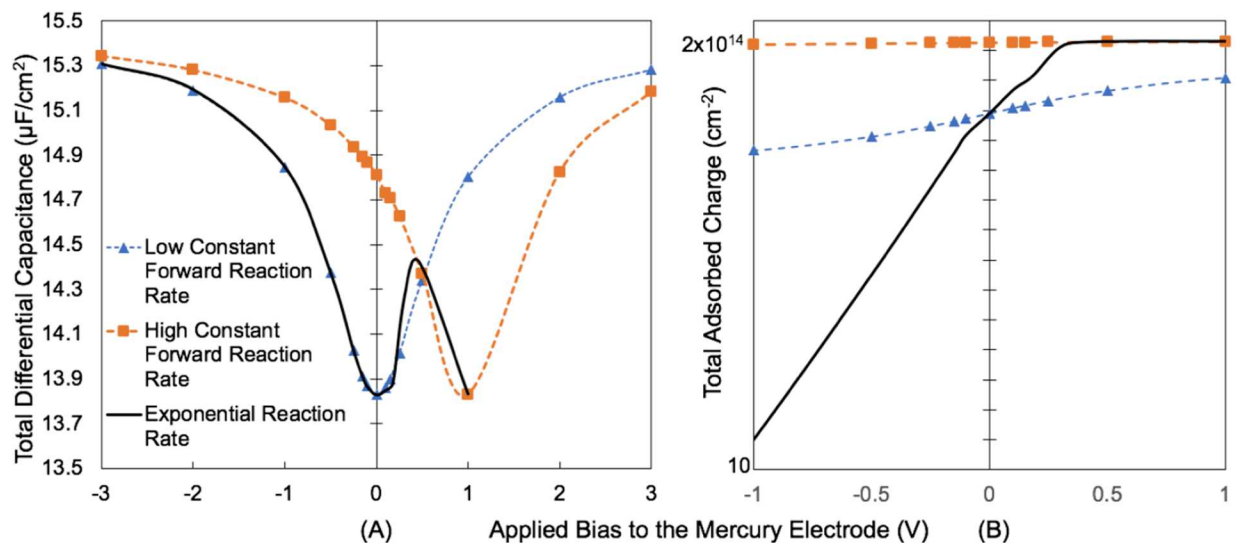 Total Differential Capacitance (µF/cm²)
15.5
15.3
15.1
14.9
14.7
14.5
14.3
14.1
13.9
13.7
13.5
Low Constant
Forward Reaction
Rate
High Constant
Forward Reaction
Rate
Exponential Reaction
Rate
-3 -2 -1 0 1 2 3
(A)
Total Adsorbed Charge (cm⁻²)
2x10¹⁴
10
-1 -0.5 0 0.5 1
Applied Bias to the Mercury Electrode (V)
(B)